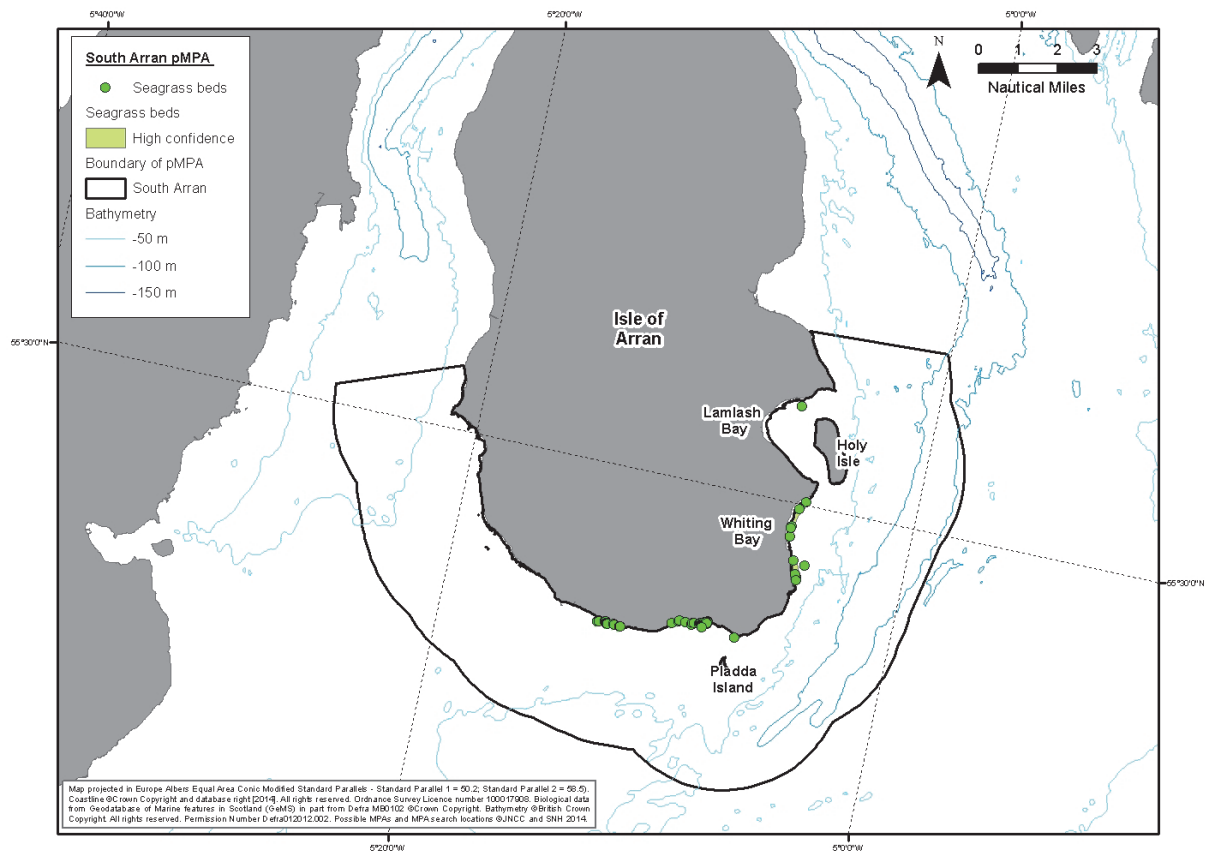 5°40'0"W
5°20'0"W
5°0'0"W
South Arran pMPA
Seagrass beds
Seagrass beds
High confidence
Boundary of pMPA
South Arran
Bathymetry
-50 m
-100 m
-150 m
N
0 1 2 3
Nautical Miles
55°30'0"N
Isle of
Arran
Lamlash
Bay
Holy
Isle
Whiting
Bay
55°30'0"N
Pladda
Island
Map projected in Europe Albers Equal Area Conic Modified Standard Parallels - Standard Parallel 1 = 50.2; Standard Parallel 2 = 58.5).
Coastline ©Crown Copyright and database right [2014]. All rights reserved. Ordnance Survey Licence number 100017908. Biological data
from Geodatabase of Marine features in Scotland (GeMS) in part from Defra MB0102 ©Crown Copyright. Bathymetry ©British Crown
Copyright. All rights reserved. Permission Number Defra012012.002. Possible MPAs and MPA search locations ©JNCC and SNH 2014.
5°20'0"W
5°0'0"W